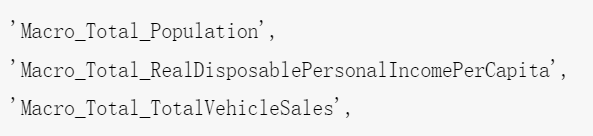 'Macro_Total_Population',
'Macro_Total_RealDisposablePersonalIncomePerCapita',
'Macro_Total_TotalVehicleSales',